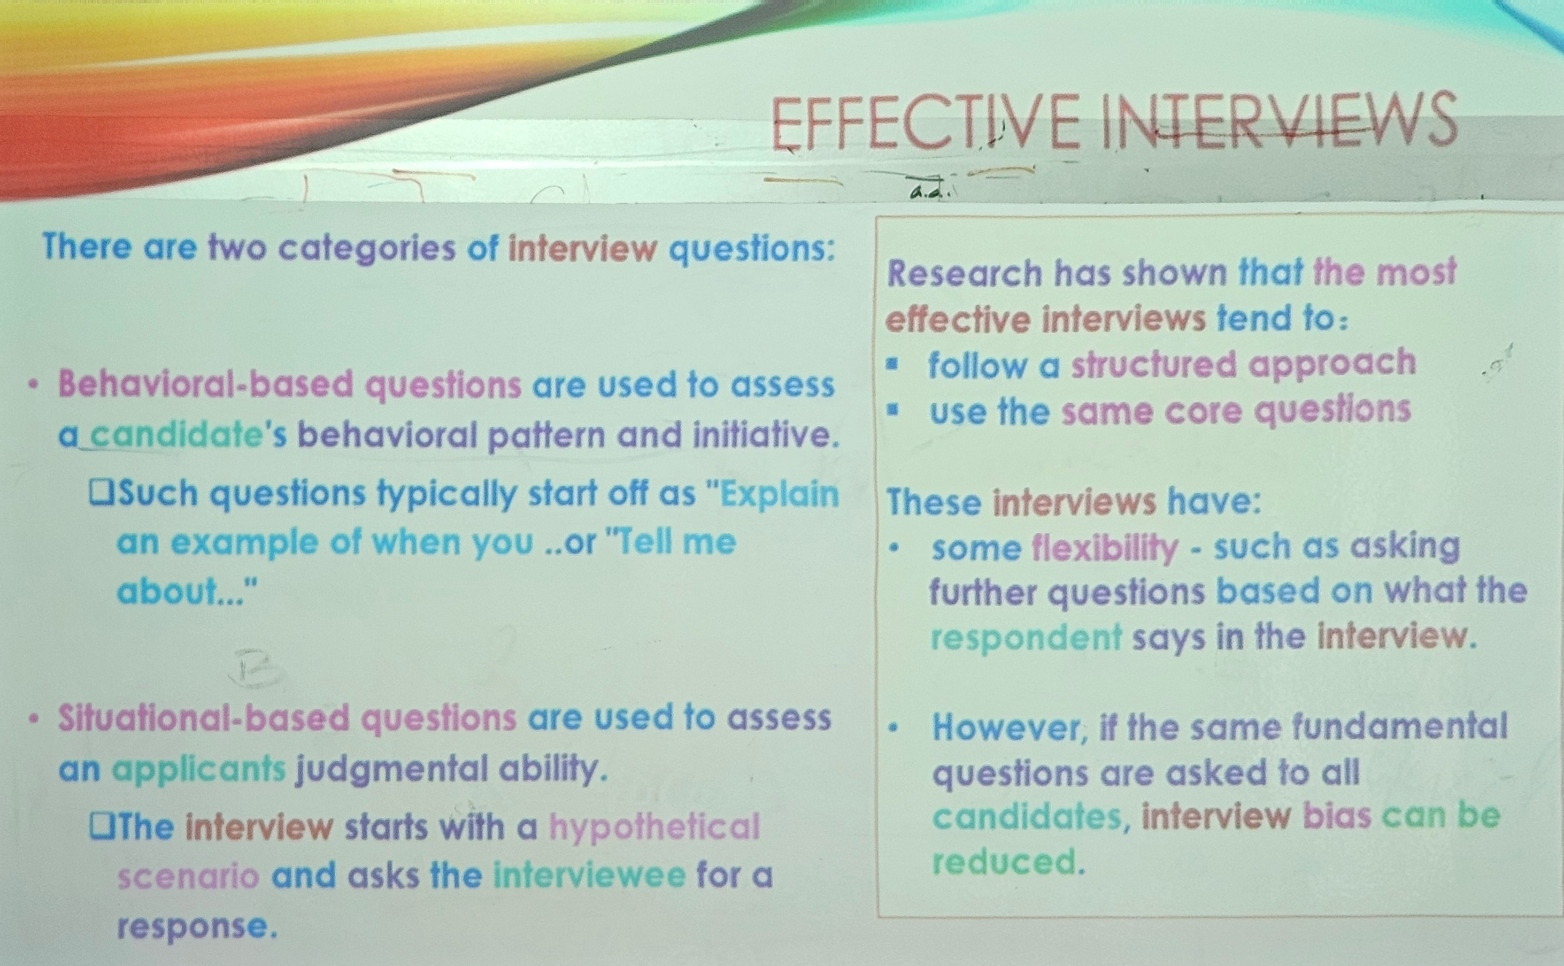 EFFECTIVE INTERVIEWS
a.d.
There are two categories of interview questions:
• Behavioral-based questions are used to assess
a candidate's behavioral pattern and initiative.
❑Such questions typically start off as "Explain
an example of when you ..or "Tell me
about..."
B
• Situational-based questions are used to assess
an applicants judgmental ability.
❑The interview starts with a hypothetical
scenario and asks the interviewee for a
response.
Research has shown that the most
effective interviews tend to:
▪ follow a structured approach
▪ use the same core questions
These interviews have:
• some flexibility - such as asking
further questions based on what the
respondent says in the interview.
• However, if the same fundamental
questions are asked to all
candidates, interview bias can be
reduced.